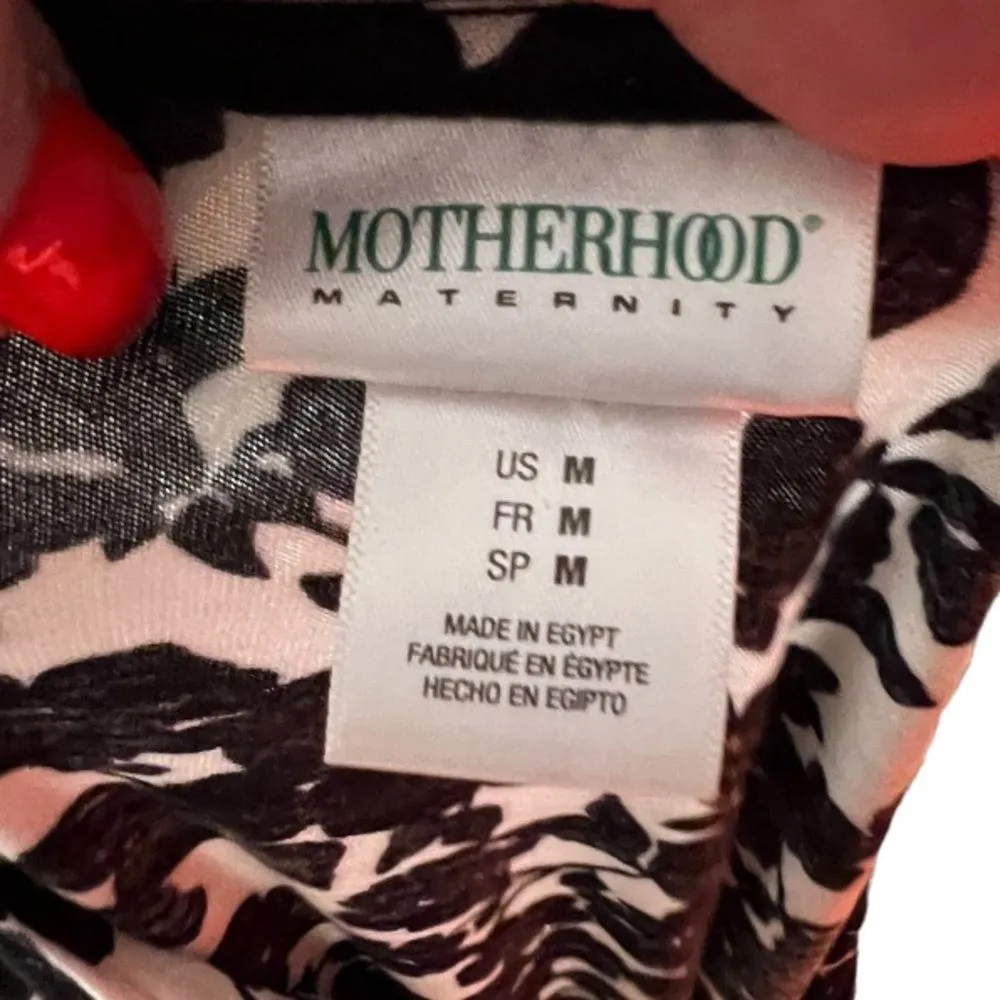 MOTHERHOOD®
MATERNITY
US M
FR M
SP M
MADE IN EGYPT
FABRIQUÉ EN ÉGYPTE
HECHO EN EGIPTO